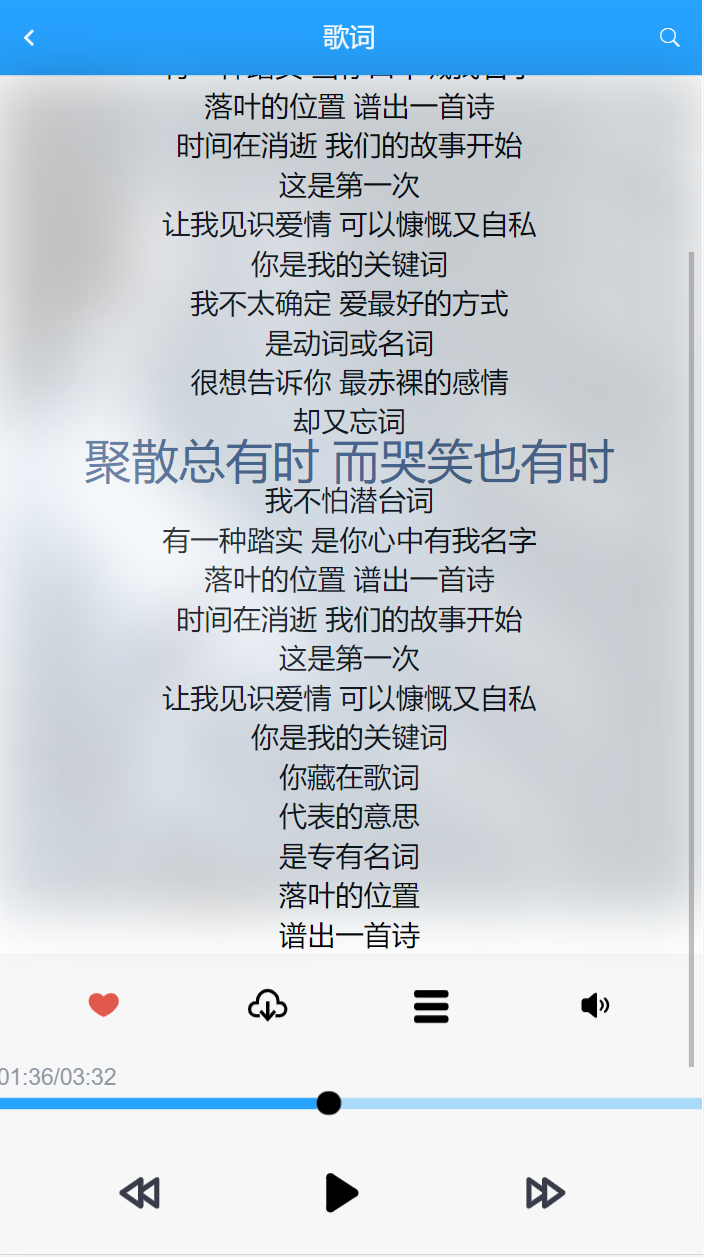 歌词
落叶的位置 谱出一首诗
时间在消逝 我们的故事开始
这是第一次
让我见识爱情 可以慷慨又自私
你是我的关键词
我不太确定 爱最好的方式
是动词或名词
很想告诉你 最赤裸的感情
却又忘词
聚散总有时 而哭笑也有时
我不怕潜台词
有一种踏实 是你心中有我名字
落叶的位置 谱出一首诗
时间在消逝 我们的故事开始
这是第一次
让我见识爱情 可以慷慨又自私
你是我的关键词
你藏在歌词
代表的意思
是专有名词
落叶的位置
谱出一首诗
01:36/03:32